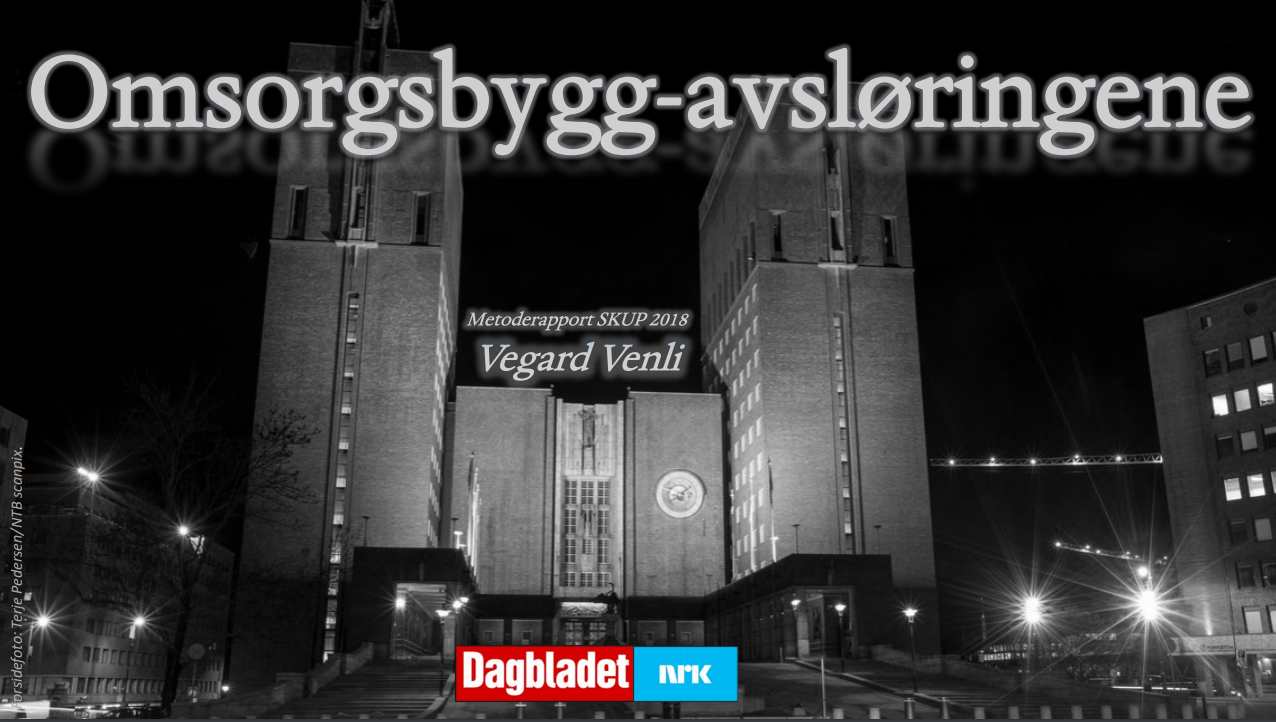 Omsorgsbygg-avsløringene
Metoderapport SKUP 2018
Vegard Venli
Forsidefoto: Terje Pedersen/NTB scanpix.
Dagbladet
nrk